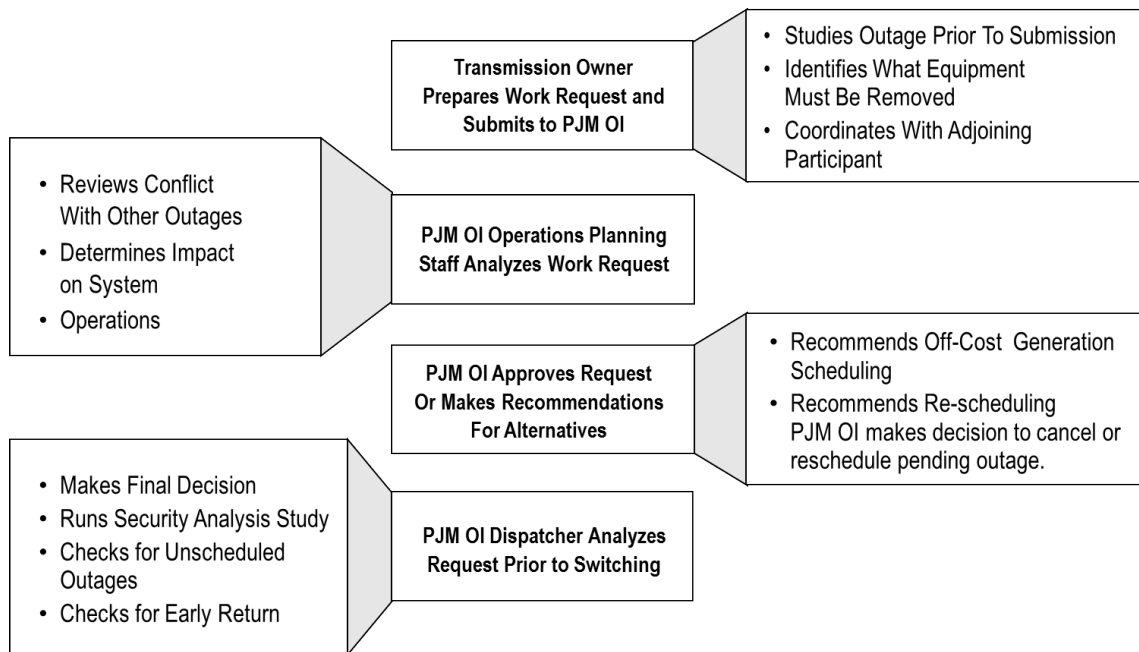 Transmission Owner
Prepares Work Request and
Submits to PJM OI
• Studies Outage Prior To Submission
• Identifies What Equipment
Must Be Removed
• Coordinates With Adjoining
Participant
• Reviews Conflict
With Other Outages
• Determines Impact
on System
• Operations
PJM OI Operations Planning
Staff Analyzes Work Request
PJM OI Approves Request
Or Makes Recommendations
For Alternatives
• Recommends Off-Cost Generation
Scheduling
• Recommends Re-scheduling
PJM OI makes decision to cancel or
reschedule pending outage.
• Makes Final Decision
• Runs Security Analysis Study
• Checks for Unscheduled
Outages
• Checks for Early Return
PJM OI Dispatcher Analyzes
Request Prior to Switching